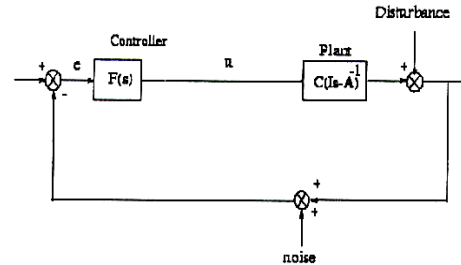 Disturbance
Controller
Plant
+ e F(s) u C(Is-A)^-1 +
-
+
+
noise